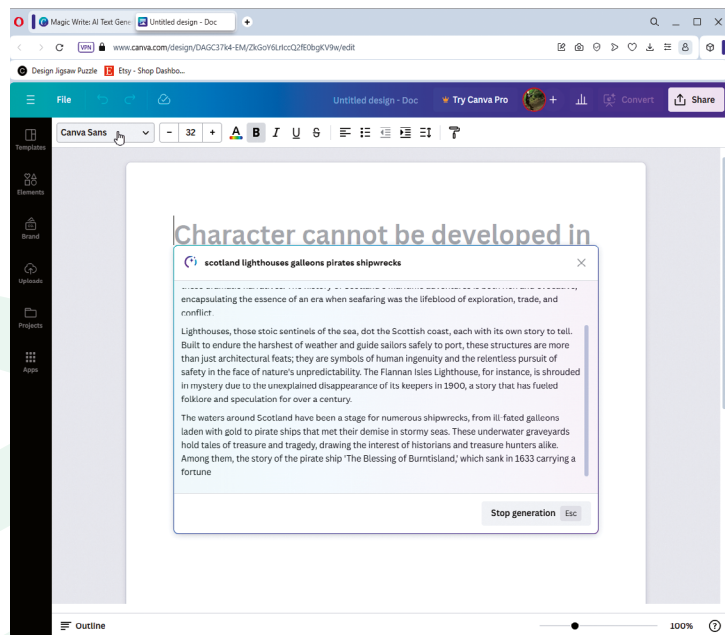 Magic Write: AI Text Gene
Untitled design - Doc
VPN
www.canva.com/design/DAGC37k4-EM/ZkGoY6LrIccQ2fE0bgKV9w/edit
Design Jigsaw Puzzle
Etsy - Shop Dashbo...
File
Untitled design - Doc
Try Canva Pro
Convert
Share
Templates
Canva Sans
– 32 +
A B I U S
Elements
Brand
Uploads
Projects
Apps
Character cannot be developed in
scotland lighthouses galleons pirates shipwrecks
encapsulating the essence of an era when seafaring was the lifeblood of exploration, trade, and
conflict.
Lighthouses, those stoic sentinels of the sea, dot the Scottish coast, each with its own story to tell.
Built to endure the harshest of weather and guide sailors safely to port, these structures are more
than just architectural feats; they are symbols of human ingenuity and the relentless pursuit of
safety in the face of nature's unpredictability. The Flannan Isles Lighthouse, for instance, is shrouded
in mystery due to the unexplained disappearance of its keepers in 1900, a story that has fueled
folklore and speculation for over a century.
The waters around Scotland have been a stage for numerous shipwrecks, from ill-fated galleons
laden with gold to pirate ships that met their demise in stormy seas. These underwater graveyards
hold tales of treasure and tragedy, drawing the interest of historians and treasure hunters alike.
Among them, the story of the pirate ship 'The Blessing of Burntisland,' which sank in 1633 carrying a
fortune
Stop generation Esc
Outline
100%